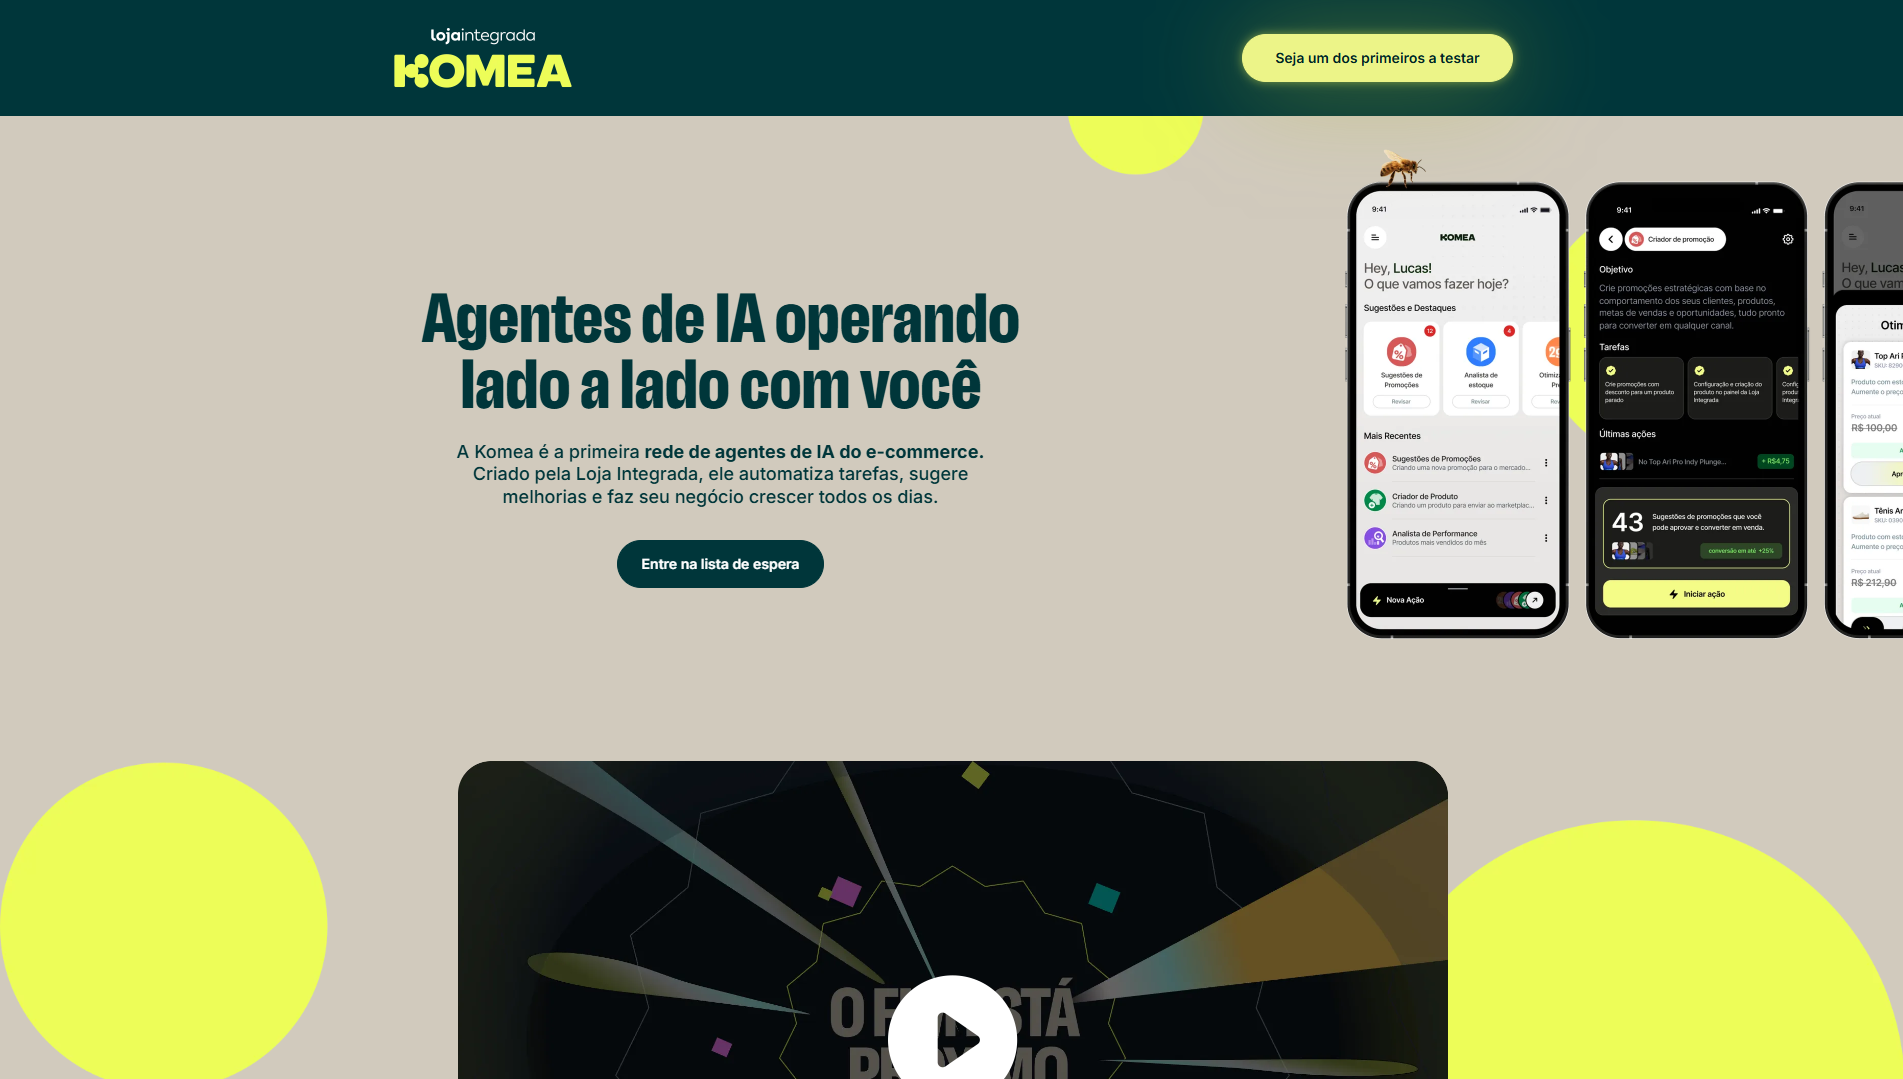 lojaintegrada
KOMEA
Seja um dos primeiros a testar
Agentes de IA operando
lado a lado com você
A Komea é a primeira rede de agentes de IA do e-commerce.
Criado pela Loja Integrada, ele automatiza tarefas, sugere
melhorias e faz seu negócio crescer todos os dias.
Entre na lista de espera
9:41
KOMEA
Hey, Lucas!
O que vamos fazer hoje?
Sugestões e Destaques
12
4
Sugestões de
Promoções
Analista de
estoque
Revisar
Revisar
Mais Recentes
Sugestões de Promoções
Criando uma nova promoção para o mercado...
Criador de Produto
Criando um produto para enviar ao marketplac...
Analista de Performance
Produtos mais vendidos do mês
Nova Ação
9:41
Criador de promoção
Objetivo
Crie promoções estratégicas com base no
comportamento dos seus clientes, produtos,
metas de vendas e oportunidades, tudo pronto
para converter em qualquer canal.
Tarefas
Crie promoções com
desconto para um produto
parado
Configuração e criação do
produto no painel da Loja
Integrada
Últimas ações
No Top Ari Pro Indy Plunge...
+ R$4,75
43
Sugestões de promoções que você
pode aprovar e converter em venda.
conversão em até +25%
Iniciar ação
9:41
Hey, Lucas
O que vam
Otim
Top Ari
SKU: 8290
Produto com est
Aumente o preço
Preço atual
R$ 100,00
Apr
Tênis Ar
SKU: 0390
Produto com est
Aumente o preço
Preço atual
R$ 212,90